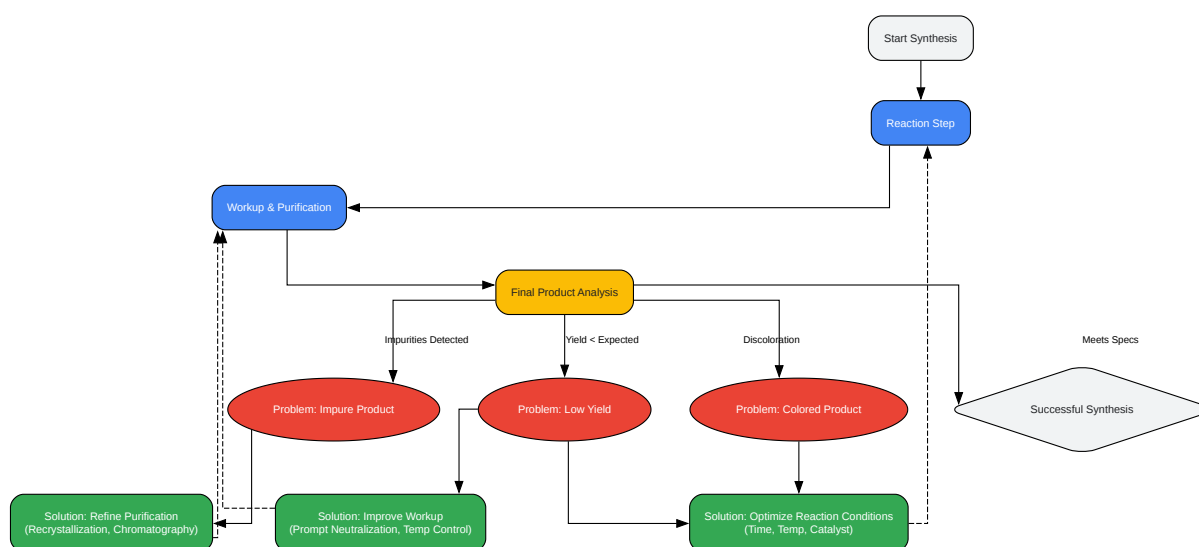 Start Synthesis
Reaction Step
Workup & Purification
Final Product Analysis
Impurities Detected
Yield < Expected
Discoloration
Meets Specs
Problem: Impure Product
Problem: Low Yield
Problem: Colored Product
Successful Synthesis
Solution: Refine Purification
(Recrystallization, Chromatography)
Solution: Improve Workup
(Prompt Neutralization, Temp Control)
Solution: Optimize Reaction Conditions
(Time, Temp, Catalyst)